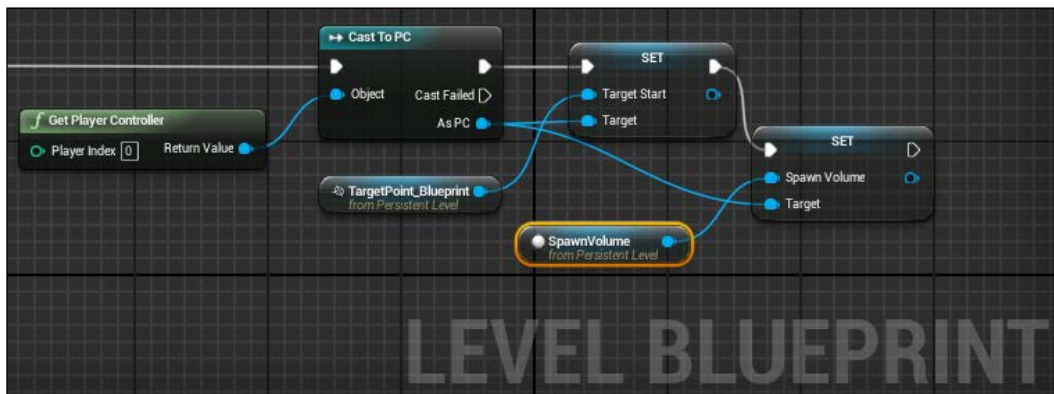 Cast To PC
Object
Cast Failed
As PC
f Get Player Controller
Player Index 0
Return Value
SET
Target Start
Target
TargetPoint_Blueprint
from Persistent Level
SET
Spawn Volume
Target
SpawnVolume
from Persistent Level
LEVEL BLUEPRINT